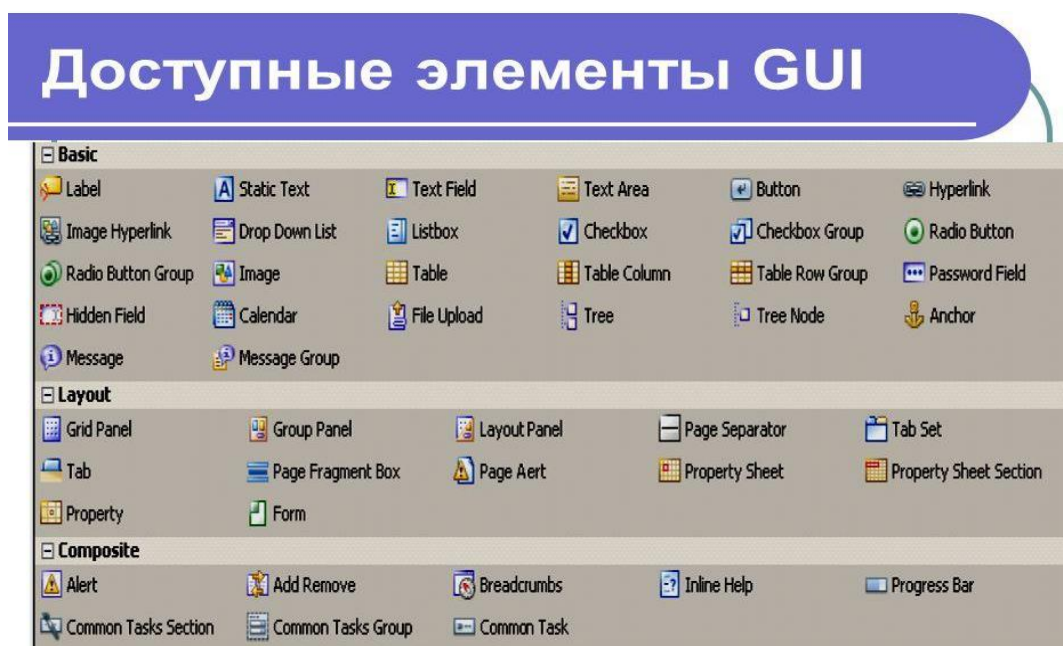 Доступные элементы GUI
Basic
Label Static Text Text Field Text Area Button Hyperlink
Image Hyperlink Drop Down List Listbox Checkbox Checkbox Group Radio Button
Radio Button Group Image Table Table Column Table Row Group Password Field
Hidden Field Calendar File Upload Tree Tree Node Anchor
Message Message Group
Layout
Grid Panel Group Panel Layout Panel Page Separator Tab Set
Tab Page Fragment Box Page Aert Property Sheet Property Sheet Section
Property Form
Composite
Alert Add Remove Breadcrumbs Inline Help Progress Bar
Common Tasks Section Common Tasks Group Common Task